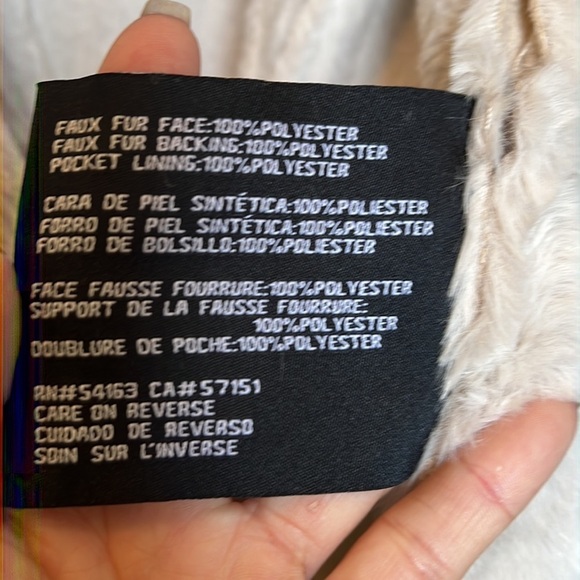 FAUX FUR FACE:100%POLYESTER
FAUX FUR BACKING:100%POLYESTER
POCKET LINING:100%POLYESTER
CARA DE PIEL SINTÉTICA:100%POLIESTER
FORRO DE PIEL SINTÉTICA:100%POLIESTER
FORRO DE BOLSILLO:100%POLIESTER
FACE FAUSSE FOURRURE:100%POLYESTER
SUPPORT DE LA FAUSSE FOURRURE:
100%POLYESTER
DOUBLURE DE POCHE:100%POLYESTER
RN#54163 CA#57151
CARE ON REVERSE
CUIDADO DE REVERSO
SOIN SUR L'INVERSE